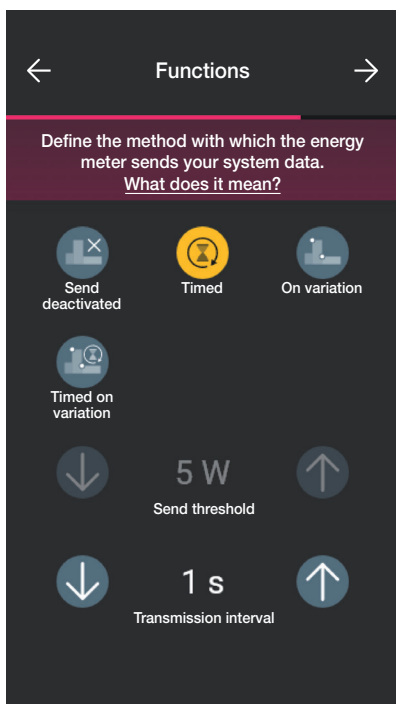 Functions
Define the method with which the energy
meter sends your system data.
What does it mean?
Send
deactivated
Timed
On variation
Timed on
variation
5 W
Send threshold
1 s
Transmission interval